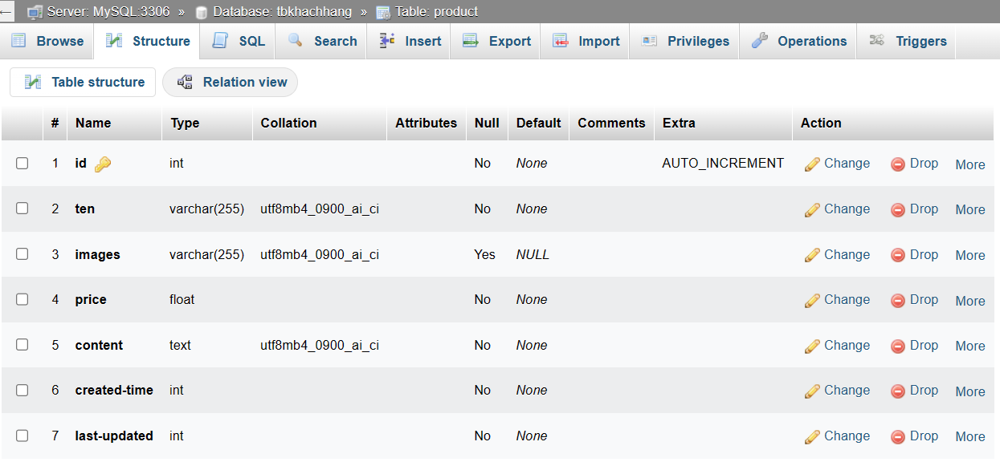 ← Server: MySQL:3306 » Database: tbkhachhang » Table: product
Browse Structure SQL Search Insert Export Import Privileges Operations Triggers
Table structure Relation view
# Name Type Collation Attributes Null Default Comments Extra Action
1 id int No None AUTO_INCREMENT Change Drop More
2 ten varchar(255) utf8mb4_0900_ai_ci No None Change Drop More
3 images varchar(255) utf8mb4_0900_ai_ci Yes NULL Change Drop More
4 price float No None Change Drop More
5 content text utf8mb4_0900_ai_ci No None Change Drop More
6 created-time int No None Change Drop More
7 last-updated int No None Change Drop More